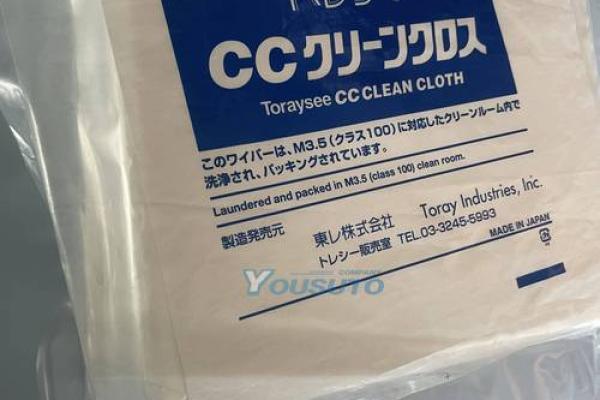 CCクリーンクロス
Toraysee CC CLEAN CLOTH
このワイパーは、M3.5(クラス100)に対応したクリーンルーム内で
洗浄され、パッキングされています。
Laundered and packed in M3.5 (class 100) clean room.
製造発売元 東レ株式会社 Toray Industries, Inc.
トレシー販売室 TEL.03-3245-5993
MADE IN JAPAN
COMPANY
YOUSUTO